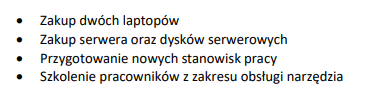 • Zakup dwóch laptopów
• Zakup serwera oraz dysków serwerowych
• Przygotowanie nowych stanowisk pracy
• Szkolenie pracowników z zakresu obsługi narzędzia